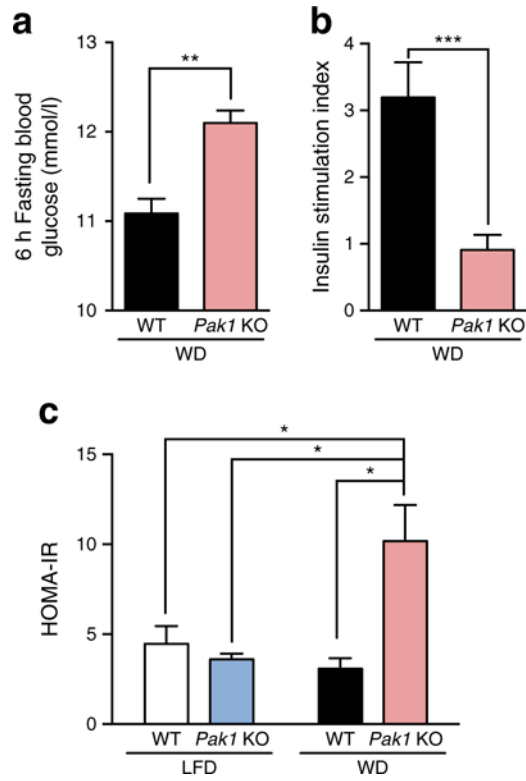 a
6 h Fasting blood
glucose (mmol/l)
13
12
11
10
**
WT
Pak1 KO
WD
b
Insulin stimulation index
4
3
2
1
0
***
WT
Pak1 KO
WD
c
HOMA-IR
15
10
5
0
*
*
*
WT Pak1 KO WT Pak1 KO
LFD WD